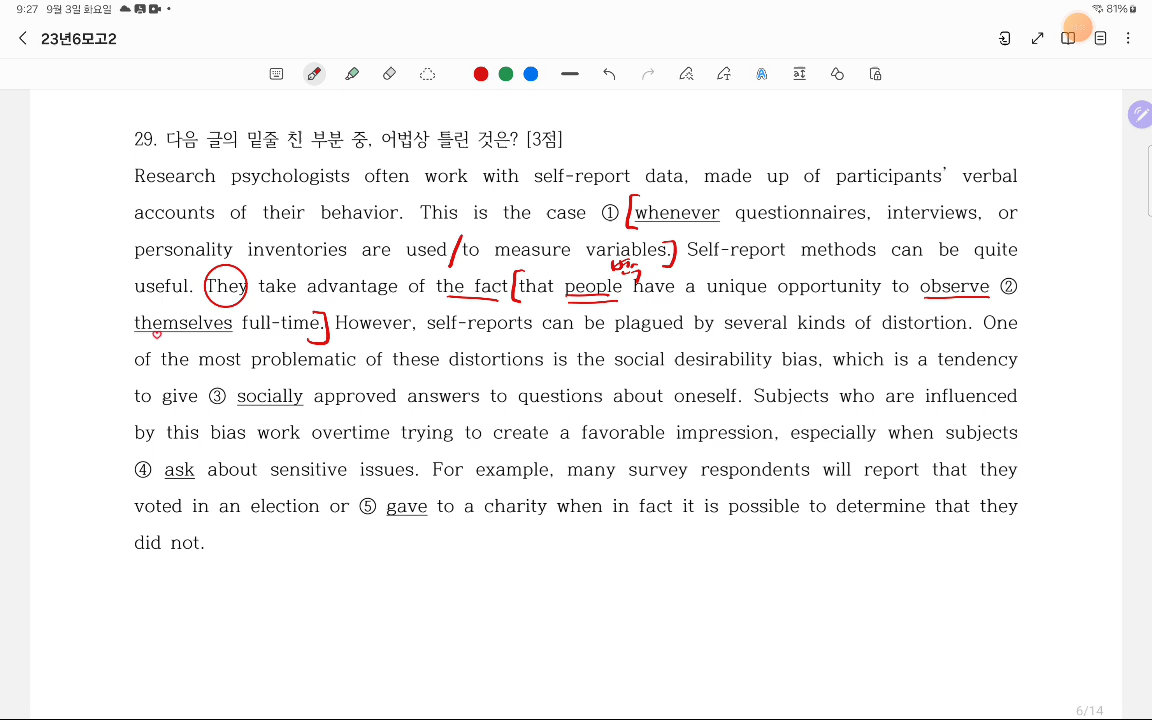 9:27 9월 3일 화요일
81%
23년6모고2
29. 다음 글의 밑줄 친 부분 중, 어법상 틀린 것은? [3점]
Research psychologists often work with self-report data, made up of participants' verbal
accounts of their behavior. This is the case ① whenever questionnaires, interviews, or
personality inventories are used to measure variables. Self-report methods can be quite
변수
useful. They take advantage of the fact that people have a unique opportunity to observe ②
themselves full-time. However, self-reports can be plagued by several kinds of distortion. One
of the most problematic of these distortions is the social desirability bias, which is a tendency
to give ③ socially approved answers to questions about oneself. Subjects who are influenced
by this bias work overtime trying to create a favorable impression, especially when subjects
④ ask about sensitive issues. For example, many survey respondents will report that they
voted in an election or ⑤ gave to a charity when in fact it is possible to determine that they
did not.
6/14